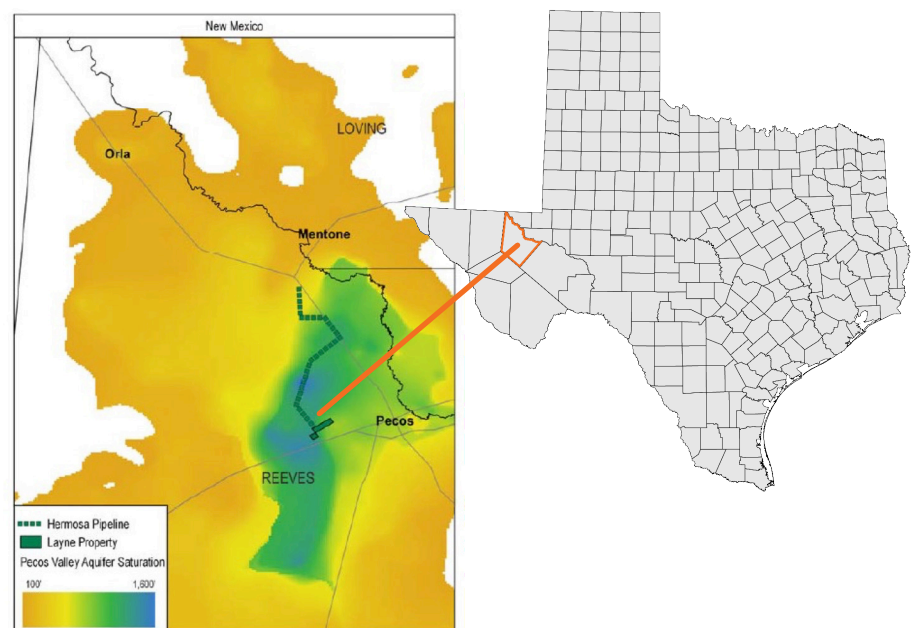 New Mexico
LOVING
Orla
Mentone
Pecos
REEVES
Hermosa Pipeline
Layne Property
Pecos Valley Aquifer Saturation
100' 1,600'